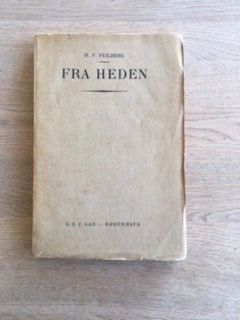 H. F. FEILBERG
FRA HEDEN
G. E. C. GAD — KØBENHAVN